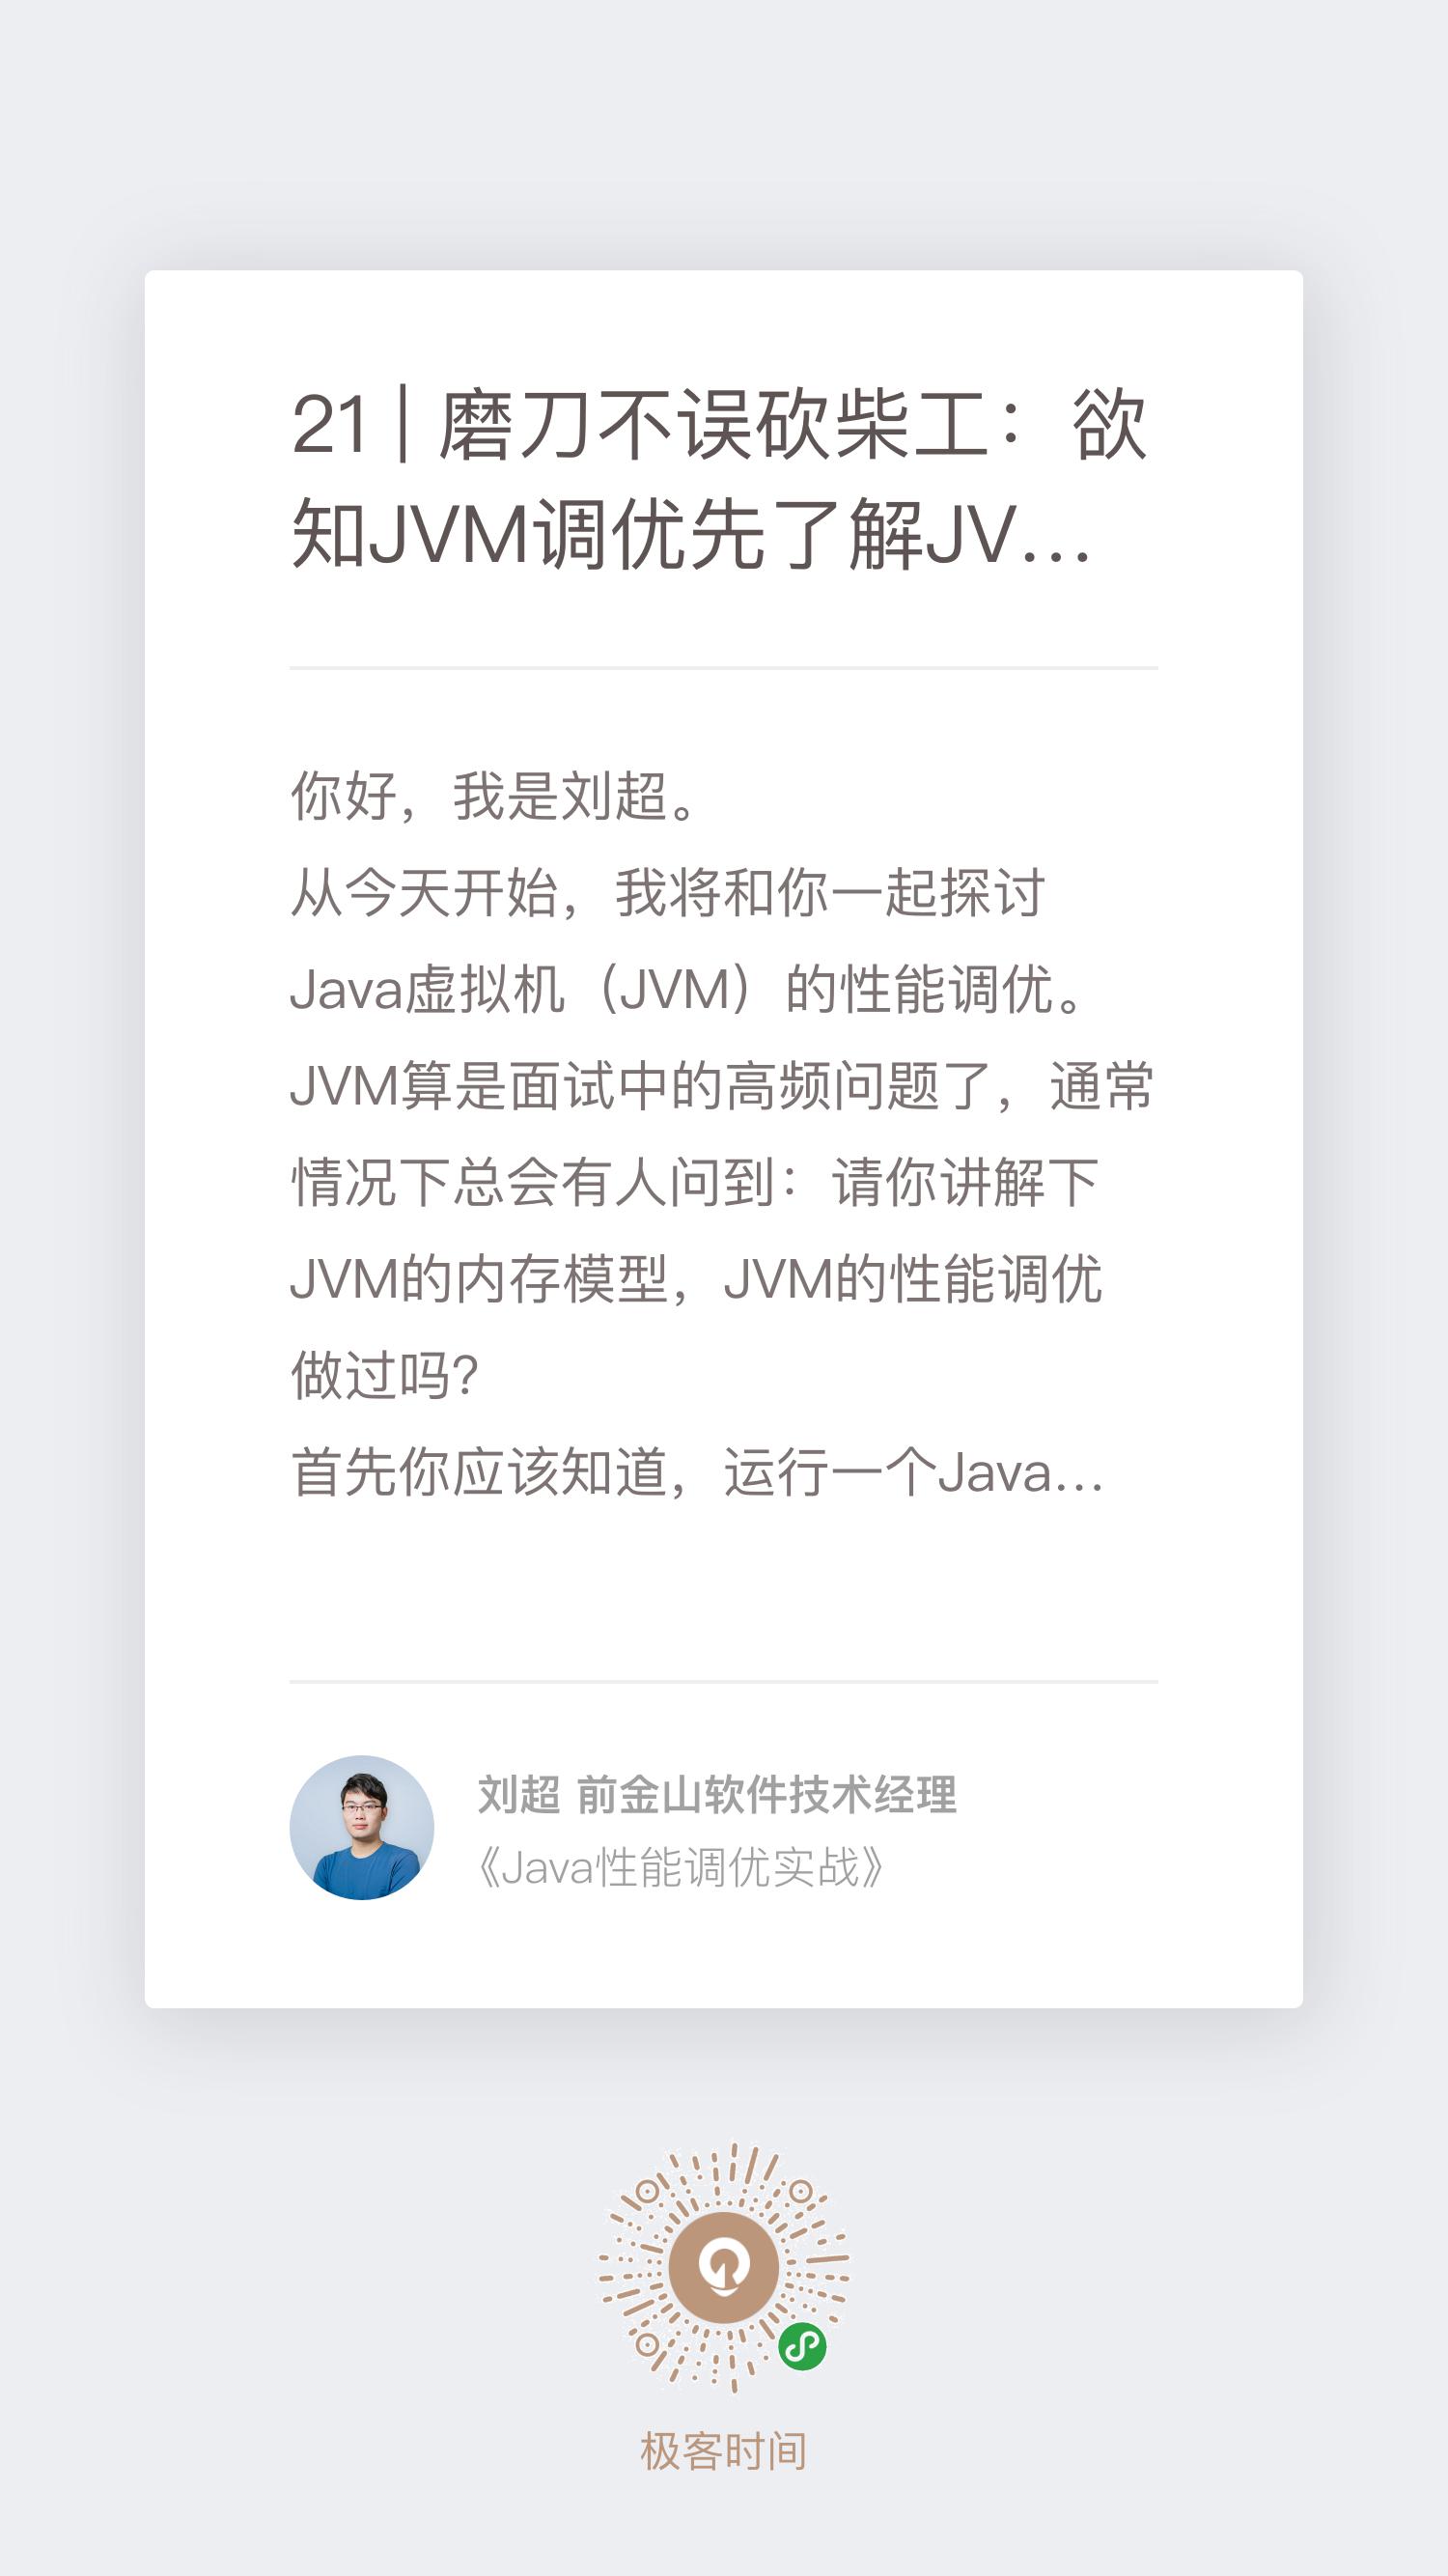 21 | 磨刀不误砍柴工：欲
知JVM调优先了解JV...
你好，我是刘超。
从今天开始，我将和你一起探讨
Java虚拟机（JVM）的性能调优。
JVM算是面试中的高频问题了，通常
情况下总会有人问到：请你讲解下
JVM的内存模型，JVM的性能调优
做过吗？
首先你应该知道，运行一个Java...
刘超 前金山软件技术经理
《Java性能调优实战》
极客时间